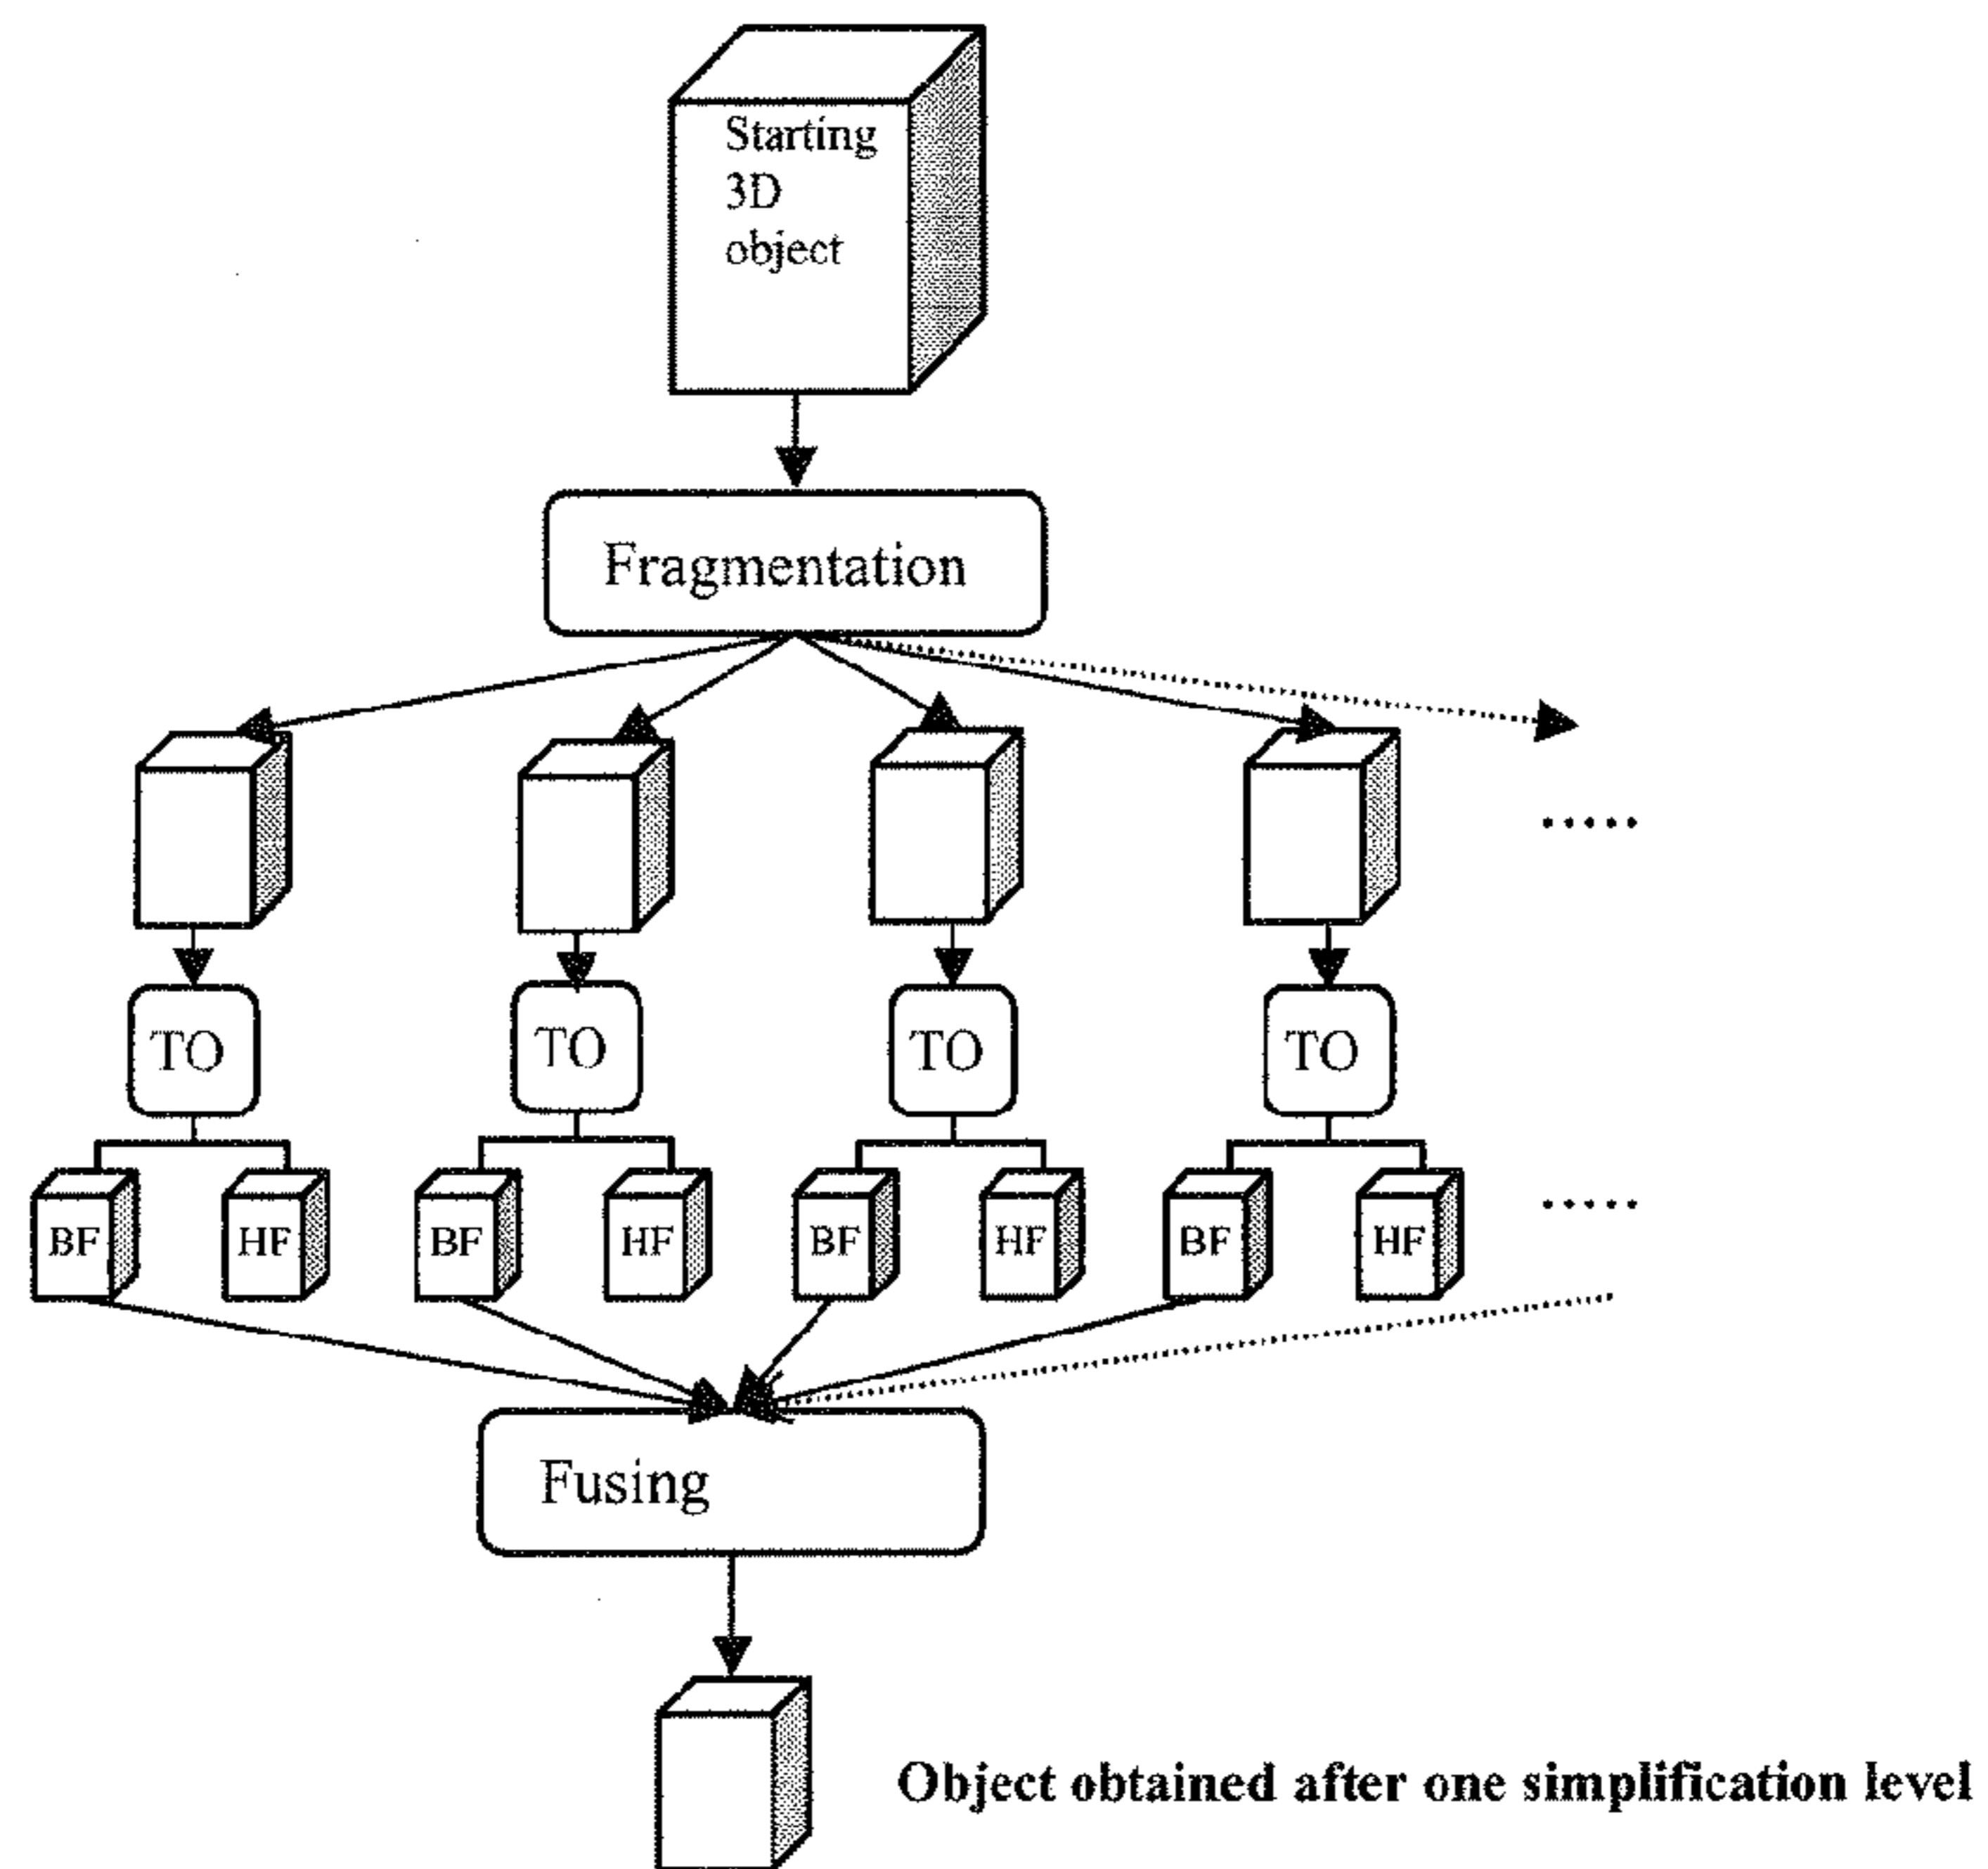 Starting
3D
object
Fragmentation
.....
TO TO TO TO
BF HF BF HF BF HF BF HF .....
Fusing
Object obtained after one simplification level